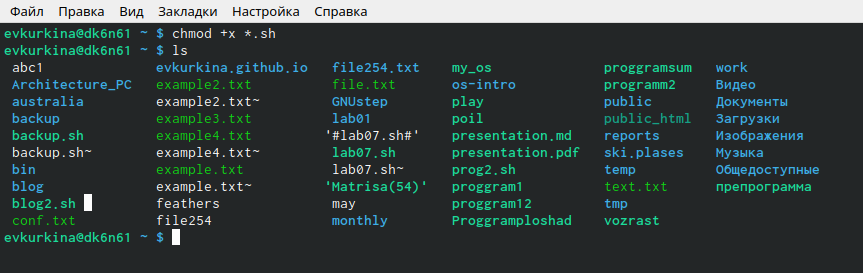 Файл Правка Вид Закладки Настройка Справка
evkurkina@dk6n61 ~ $ chmod +x *.sh
evkurkina@dk6n61 ~ $ ls
abc1 evkurkina.github.io file254.txt my_os proggramsum work
Architecture_PC example2.txt file.txt os-intro programm2 Видео
australia example2.txt~ GNUstep play public Документы
backup example3.txt lab01 poil public_html Загрузки
backup.sh example4.txt '#lab07.sh#' presentation.md reports Изображения
backup.sh~ example4.txt~ lab07.sh presentation.pdf ski.plases Музыка
bin example.txt lab07.sh~ prog2.sh temp Общедоступные
blog example.txt~ 'Matrisa(54)' proggram1 text.txt препрограмма
blog2.sh feathers may proggram12 tmp
conf.txt file254 monthly Proggramploshad vozrast
evkurkina@dk6n61 ~ $